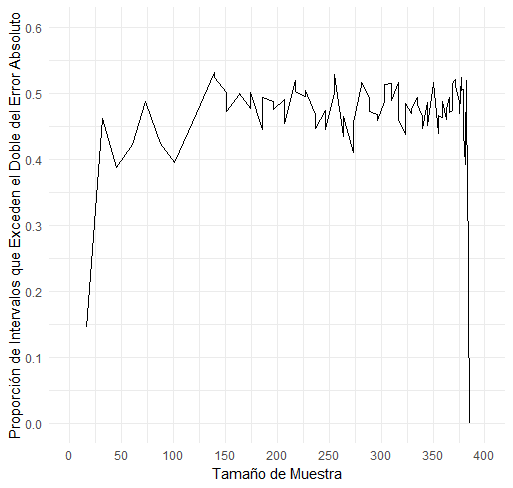 Proporción de Intervalos que Exceden el Doble del Error Absoluto
0.6
0.5
0.4
0.3
0.2
0.1
0.0
0 50 100 150 200 250 300 350 400
Tamaño de Muestra